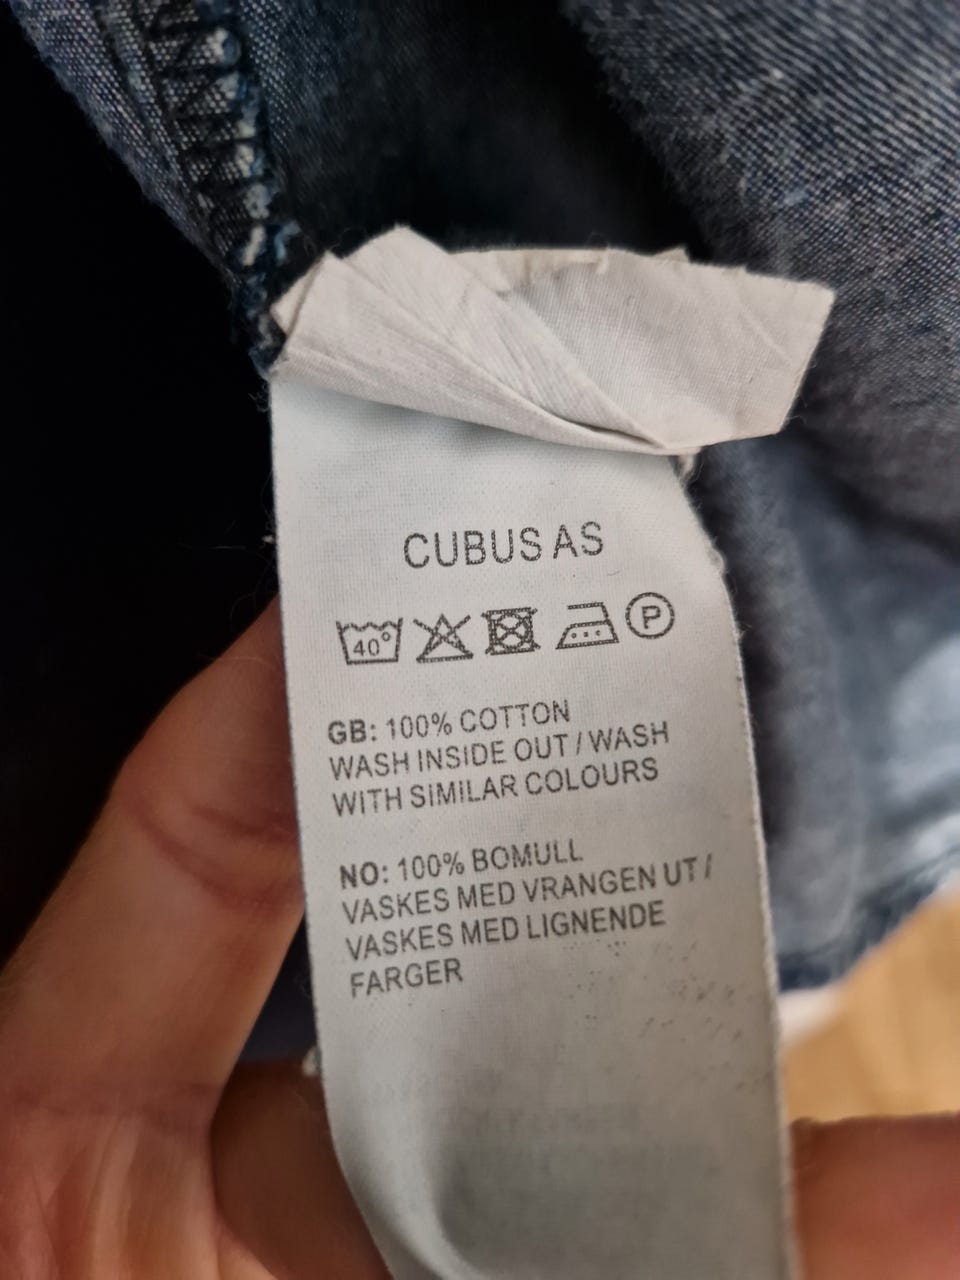 CUBUS AS
40° P
GB: 100% COTTON
WASH INSIDE OUT / WASH
WITH SIMILAR COLOURS
NO: 100% BOMULL
VASKES MED VRANGEN UT /
VASKES MED LIGNENDE
FARGER